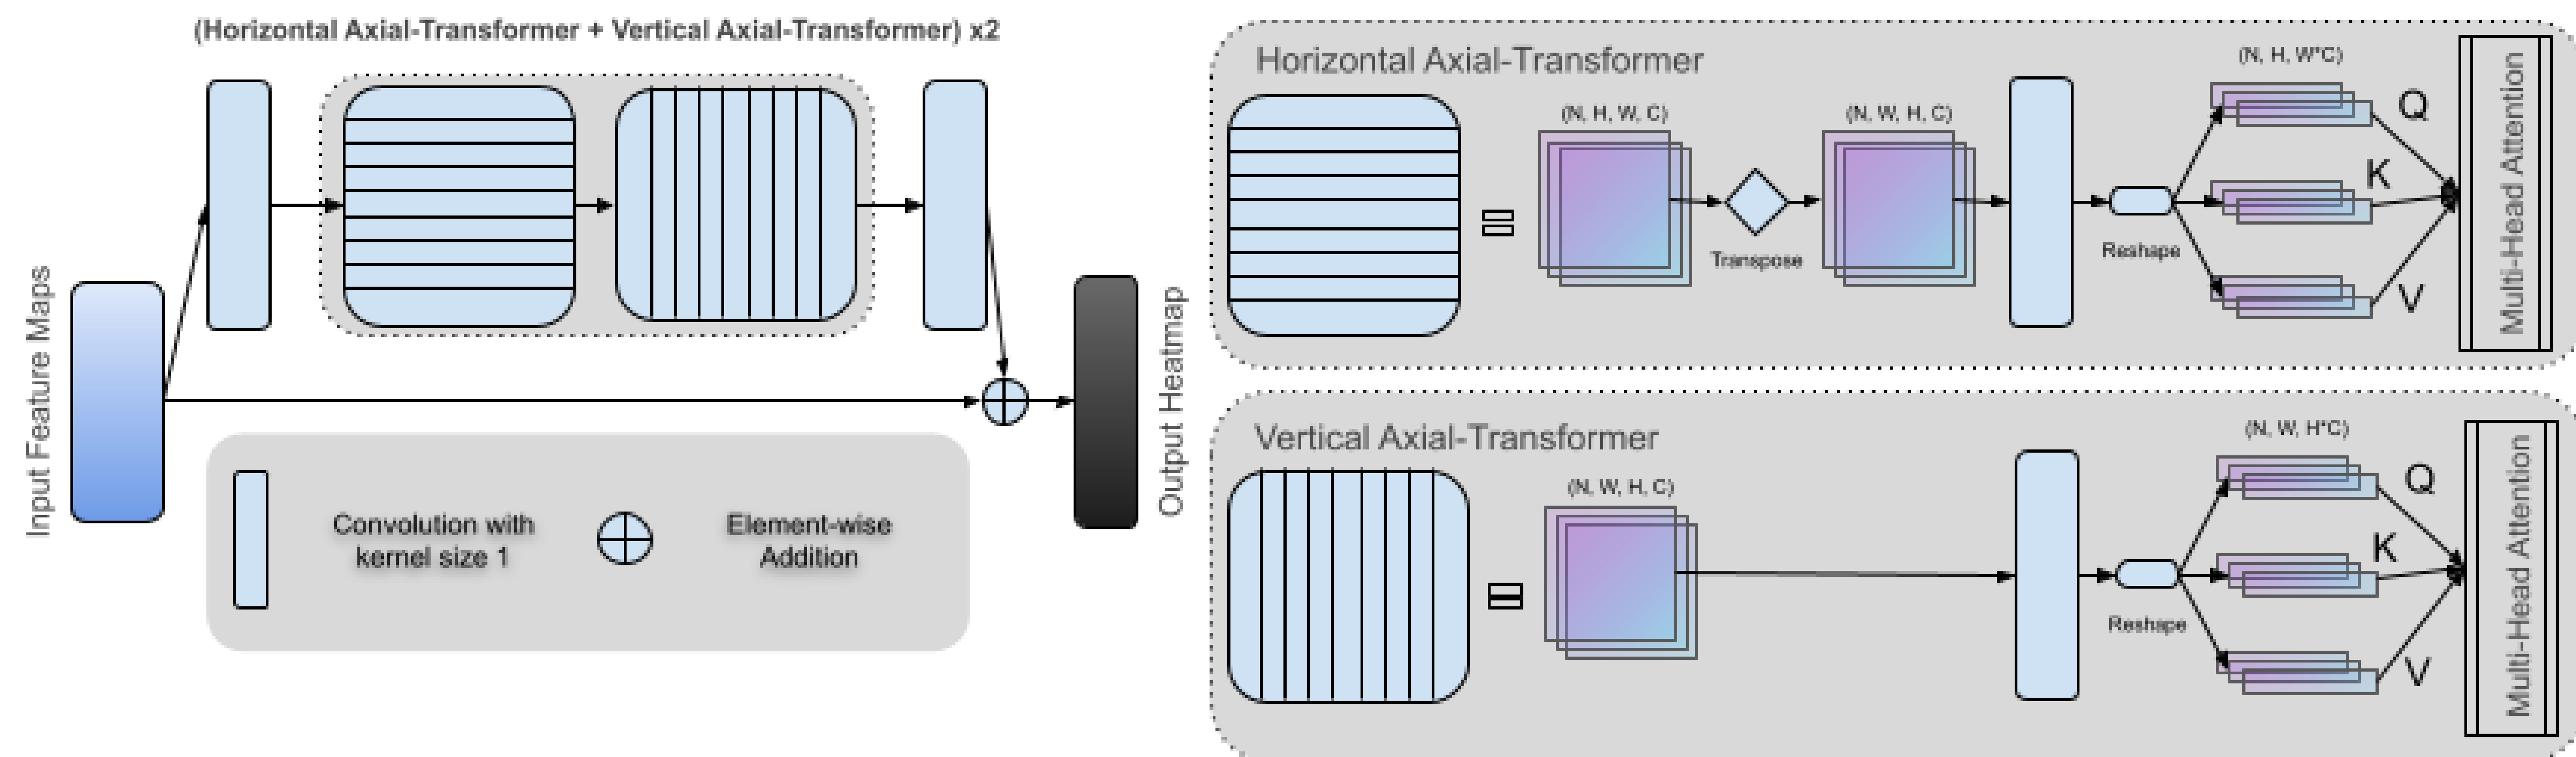 (Horizontal Axial-Transformer + Vertical Axial-Transformer) x2
Input Feature Maps
Output Heatmap
Convolution with
kernel size 1
Element-wise
Addition
Horizontal Axial-Transformer
(N, H, W, C)
Transpose
(N, W, H, C)
Reshape
(N, H, W*C)
Q
K
V
Multi-Head Attention
Vertical Axial-Transformer
(N, W, H, C)
Reshape
(N, W, H*C)
Q
K
V
Multi-Head Attention